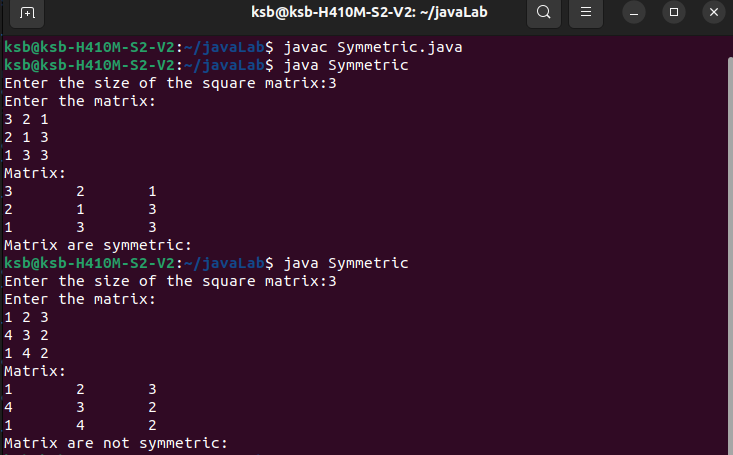 ksb@ksb-H410M-S2-V2: ~/javaLab
ksb@ksb-H410M-S2-V2:~/javaLab$ javac Symmetric.java
ksb@ksb-H410M-S2-V2:~/javaLab$ java Symmetric
Enter the size of the square matrix:3
Enter the matrix:
3 2 1
2 1 3
1 3 3
Matrix:
3	2	1
2	1	3
1	3	3
Matrix are symmetric:
ksb@ksb-H410M-S2-V2:~/javaLab$ java Symmetric
Enter the size of the square matrix:3
Enter the matrix:
1 2 3
4 3 2
1 4 2
Matrix:
1	2	3
4	3	2
1	4	2
Matrix are not symmetric: